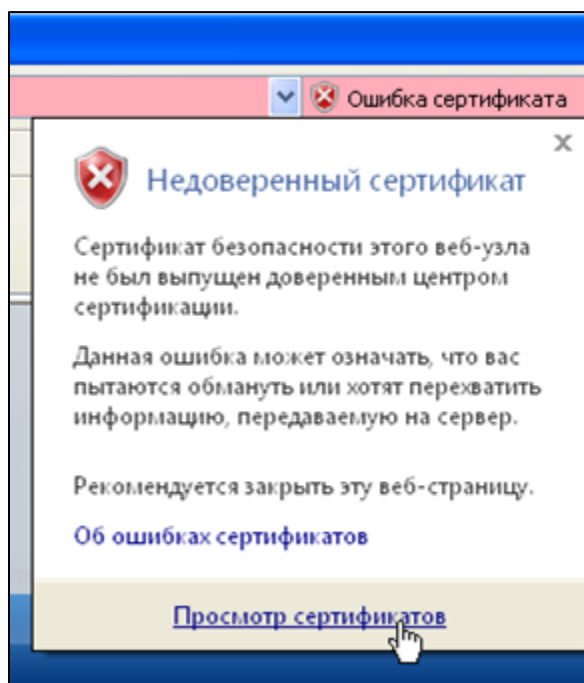 Ошибка сертификата
Недоверенный сертификат
Сертификат безопасности этого веб-узла
не был выпущен доверенным центром
сертификации.
Данная ошибка может означать, что вас
пытаются обмануть или хотят перехватить
информацию, передаваемую на сервер.
Рекомендуется закрыть эту веб-страницу.
Об ошибках сертификатов
Просмотр сертификатов